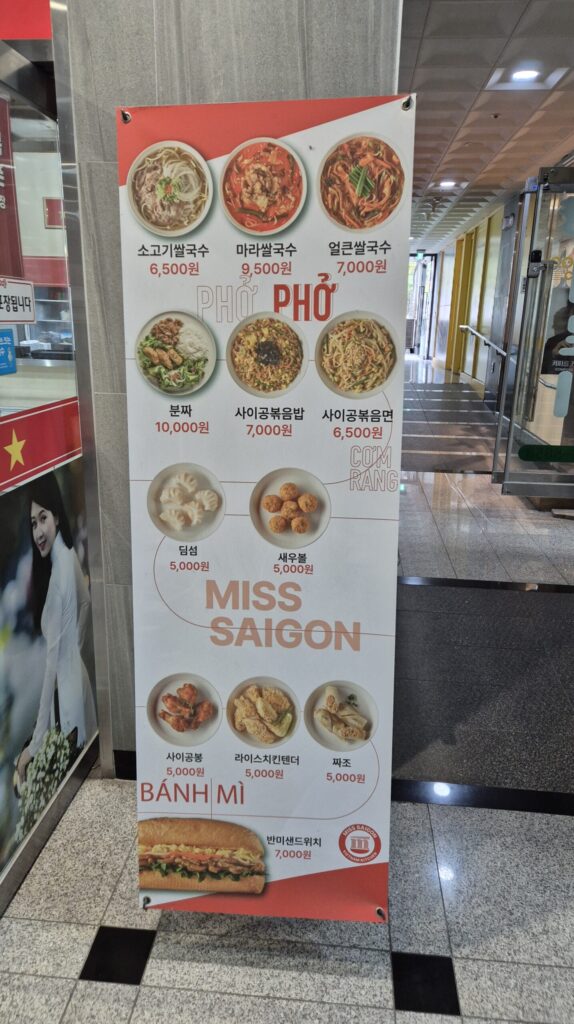 소고기쌀국수
6,500원
마라쌀국수
9,500원
얼큰쌀국수
7,000원
PHỞ PHỞ
분짜
10,000원
사이공볶음밥
7,000원
사이공볶음면
6,500원
CƠM
RANG
딤섬
5,000원
새우볼
5,000원
MISS
SAIGON
사이공봉
5,000원
라이스치킨텐더
5,000원
짜조
5,000원
BÁNH MÌ
반미샌드위치
7,000원
MISS SAIGON
포장됩니다